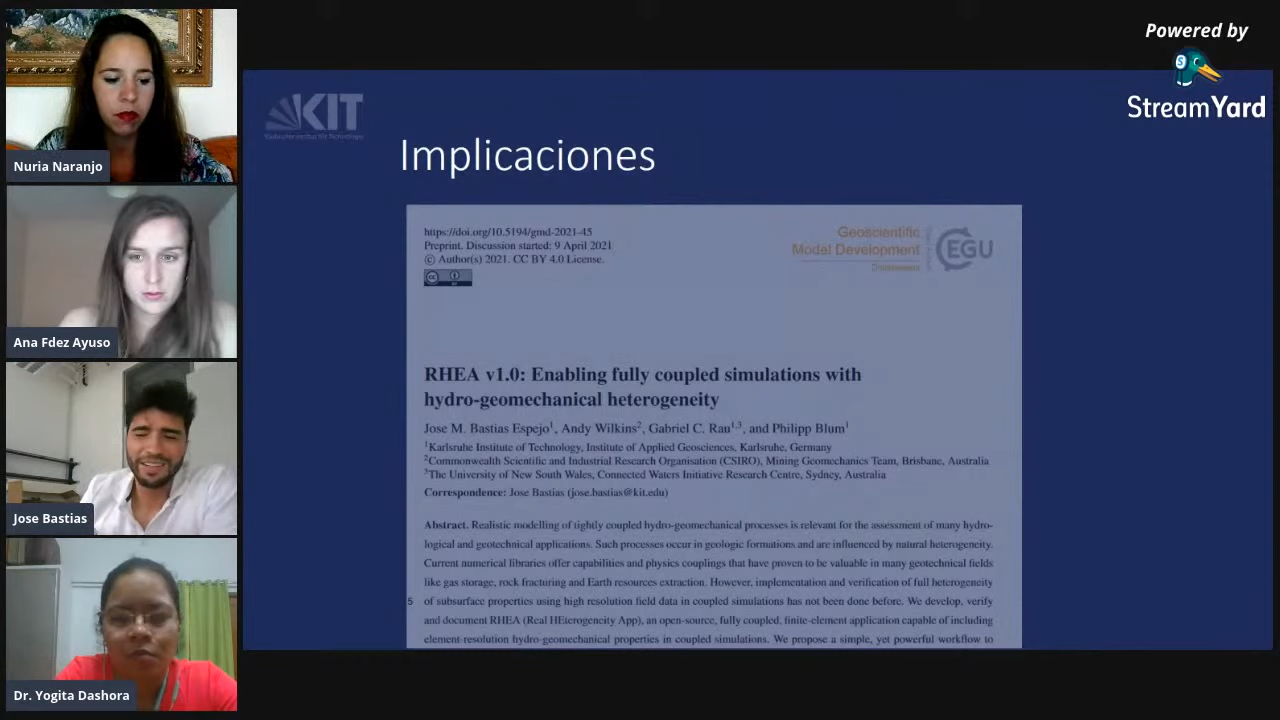 Powered by
StreamYard
Nuria Naranjo
Ana Fdez Ayuso
Jose Bastias
Dr. Yogita Dashora
KIT
Implicaciones
https://doi.org/10.5194/gmd-2021-45
Preprint. Discussion started: 9 April 2021
© Author(s) 2021. CC BY 4.0 License.
Geoscientific
Model Development
Discussions
EGU
RHEA v1.0: Enabling fully coupled simulations with
hydro-geomechanical heterogeneity
Jose M. Bastias Espejo¹, Andy Wilkins², Gabriel C. Rau¹,³, and Philipp Blum¹
¹Karlsruhe Institute of Technology, Institute of Applied Geosciences, Karlsruhe, Germany
²Commonwealth Scientific and Industrial Research Organisation (CSIRO), Mining Geomechanics Team, Brisbane, Australia
³The University of New South Wales, Connected Waters Initiative Research Centre, Sydney, Australia
Correspondence: Jose Bastias (jose.bastias@kit.edu)
Abstract. Realistic modelling of tightly coupled hydro-geomechanical processes is relevant for the assessment of many hydro-
logical and geotechnical applications. Such processes occur in geologic formations and are influenced by natural heterogeneity.
Current numerical libraries offer capabilities and physics couplings that have proven to be valuable in many geotechnical fields
like gas storage, rock fracturing and Earth resources extraction. However, implementation and verification of full heterogeneity
5 of subsurface properties using high resolution field data in coupled simulations has not been done before. We develop, verify
and document RHEA (Real HEterogeneity App), an open-source, fully coupled, finite-element application capable of including
element-resolution hydro-geomechanical properties in coupled simulations. We propose a simple, yet powerful workflow to